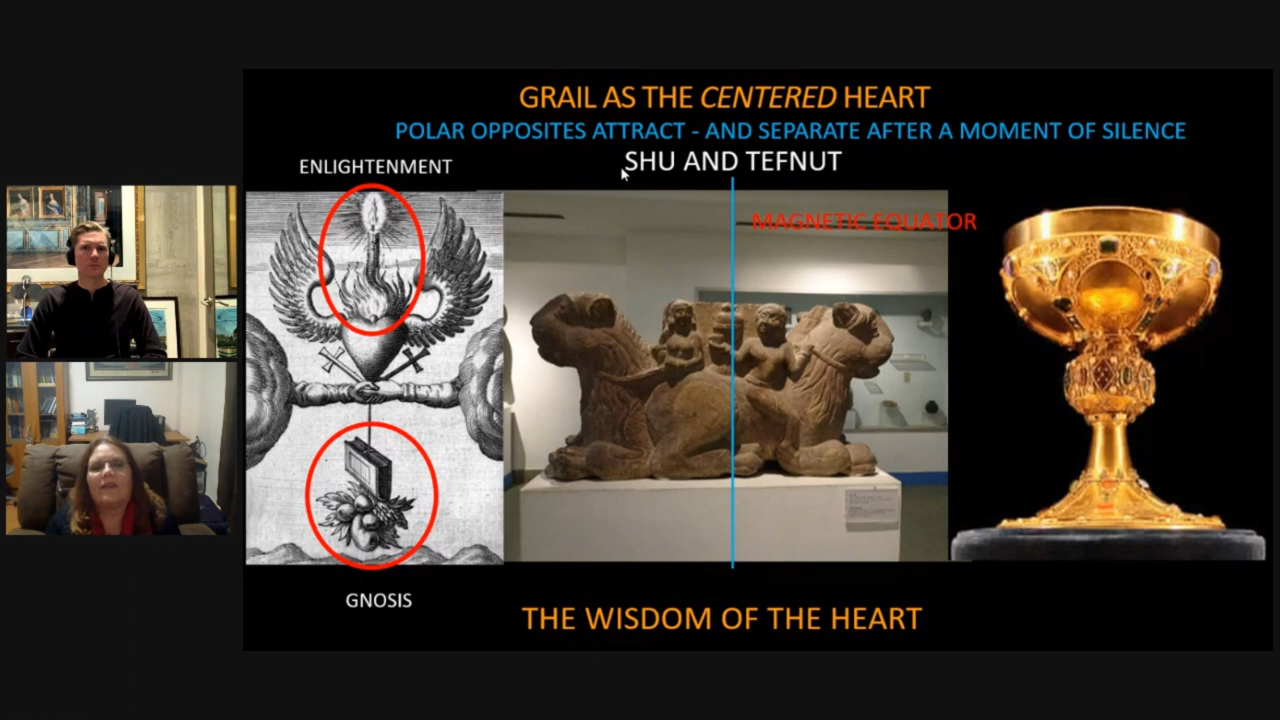 GRAIL AS THE CENTERED HEART
POLAR OPPOSITES ATTRACT - AND SEPARATE AFTER A MOMENT OF SILENCE
SHU AND TEFNUT
ENLIGHTENMENT
MAGNETIC EQUATOR
GNOSIS
THE WISDOM OF THE HEART